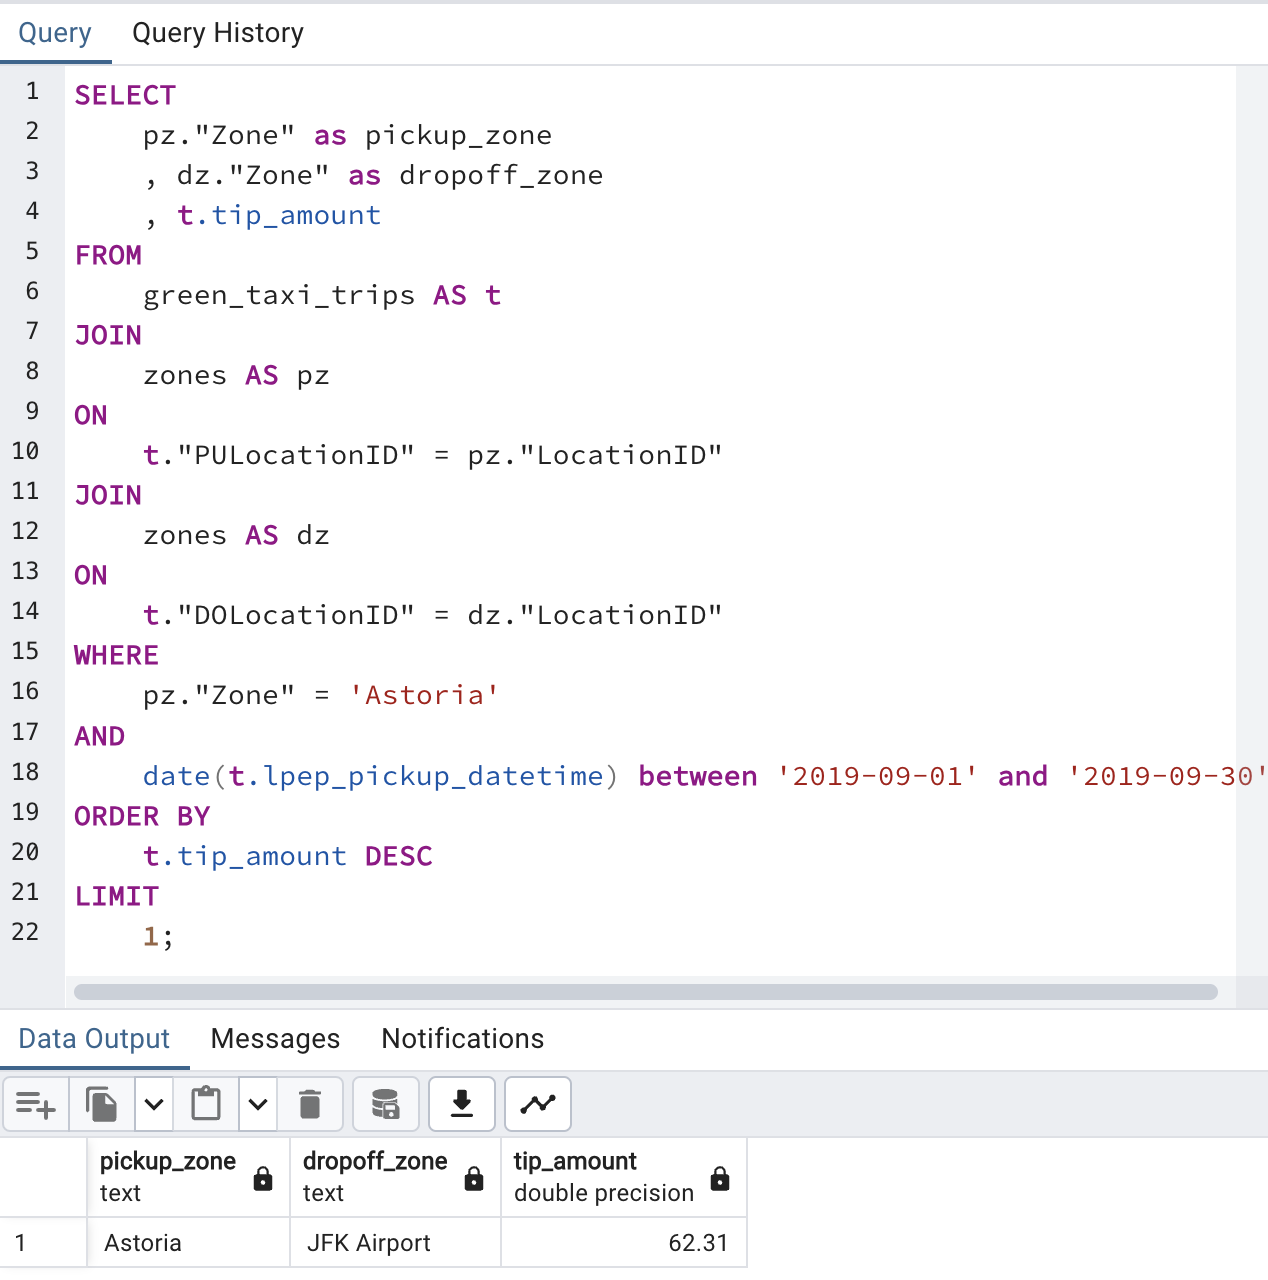 Query Query History
1 SELECT
2     pz."Zone" as pickup_zone
3     , dz."Zone" as dropoff_zone
4     , t.tip_amount
5 FROM
6     green_taxi_trips AS t
7 JOIN
8     zones AS pz
9 ON
10     t."PULocationID" = pz."LocationID"
11 JOIN
12     zones AS dz
13 ON
14     t."DOLocationID" = dz."LocationID"
15 WHERE
16     pz."Zone" = 'Astoria'
17 AND
18     date(t.lpep_pickup_datetime) between '2019-09-01' and '2019-09-30'
19 ORDER BY
20     t.tip_amount DESC
21 LIMIT
22     1;
Data Output Messages Notifications
pickup_zone dropoff_zone tip_amount
text text double precision
1 Astoria JFK Airport 62.31